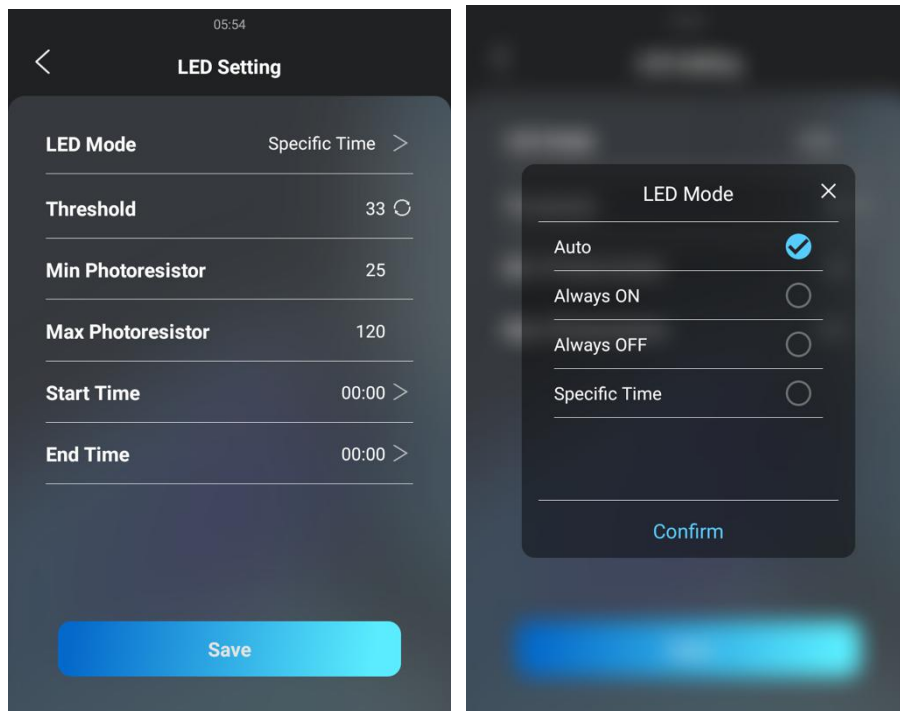 05:54
LED Setting
LED Mode Specific Time
Threshold 33
Min Photoresistor 25
Max Photoresistor 120
Start Time 00:00
End Time 00:00
Save
LED Mode
Auto
Always ON
Always OFF
Specific Time
Confirm